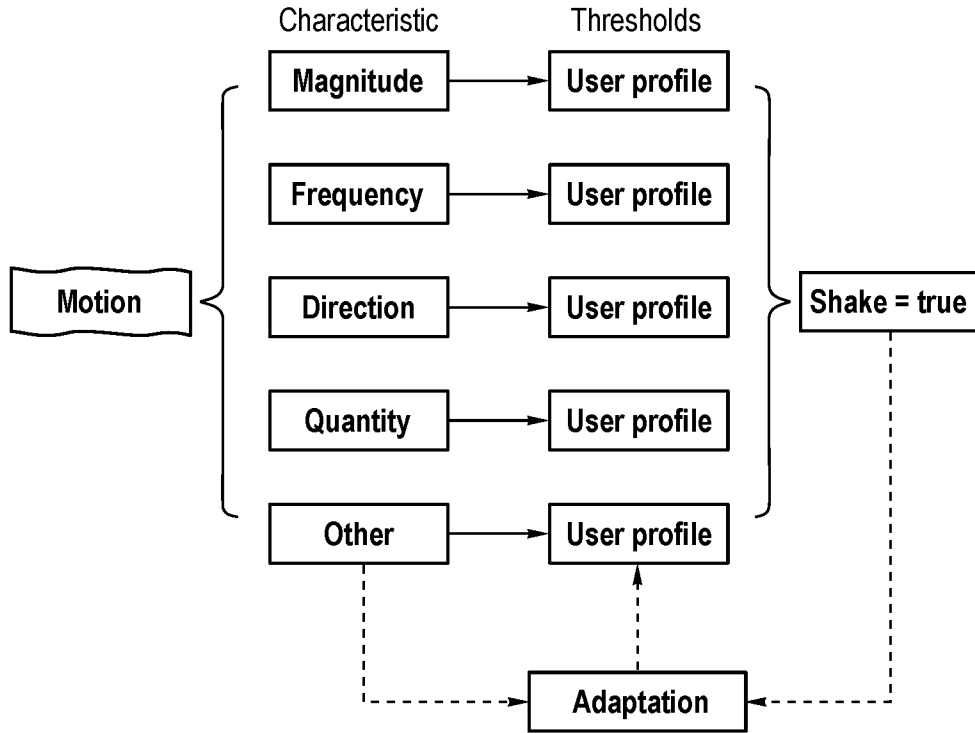 Characteristic
Thresholds
Magnitude
User profile
Frequency
User profile
Motion
Direction
User profile
Shake = true
Quantity
User profile
Other
User profile
Adaptation